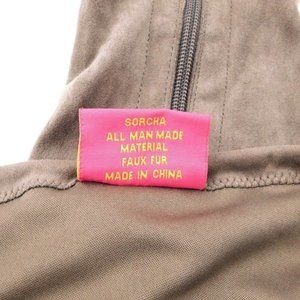 SORCHA
ALL MAN MADE
MATERIAL
FAUX FUR
MADE IN CHINA